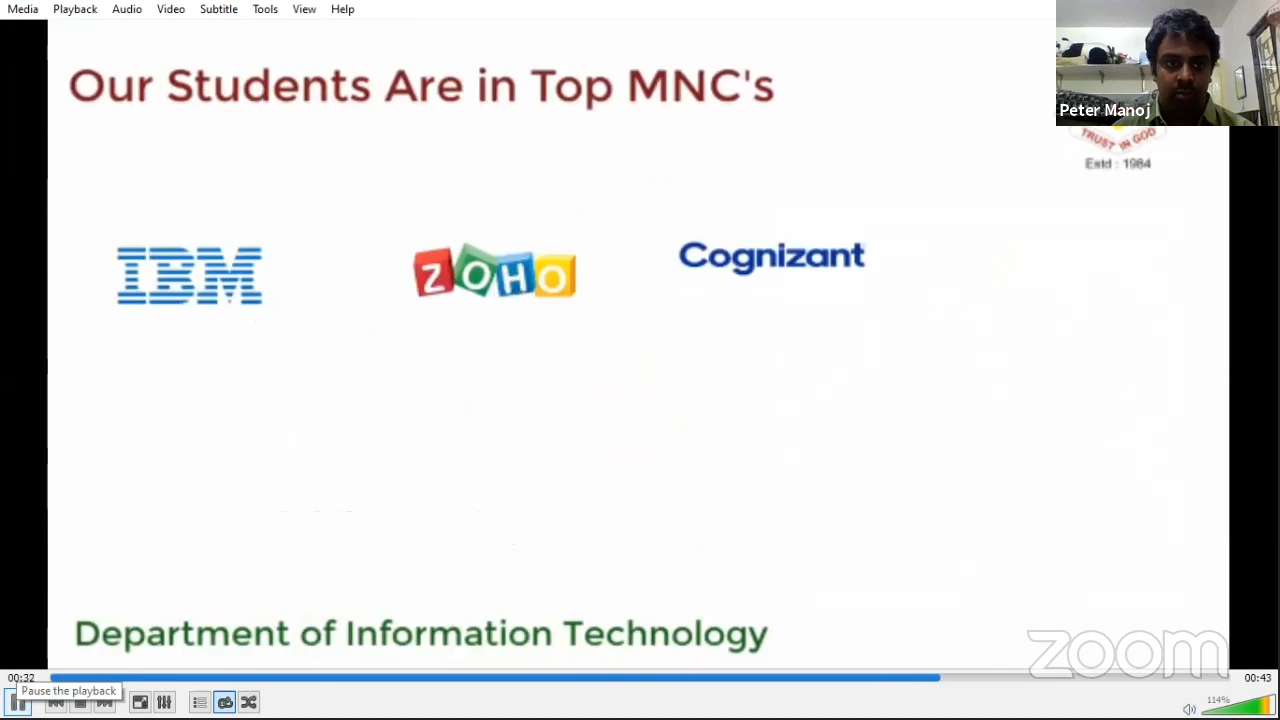 Media Playback Audio Video Subtitle Tools View Help
Our Students Are in Top MNC's
Peter Manoj
TRUST IN GOD
Estd : 1984
IBM ZOHO Cognizant
Department of Information Technology
zoom
00:32 00:43
Pause the playback
114%